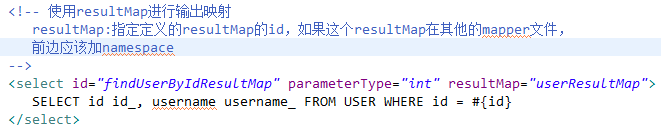 <!-- 使用resultMap进行输出映射
resultMap:指定定义的resultMap的id，如果这个resultMap在其他的mapper文件，
前边应该加namespace
-->
<select id="findUserByIdResultMap" parameterType="int" resultMap="userResultMap">
SELECT id id_, username username_ FROM USER WHERE id = #{id}
</select>